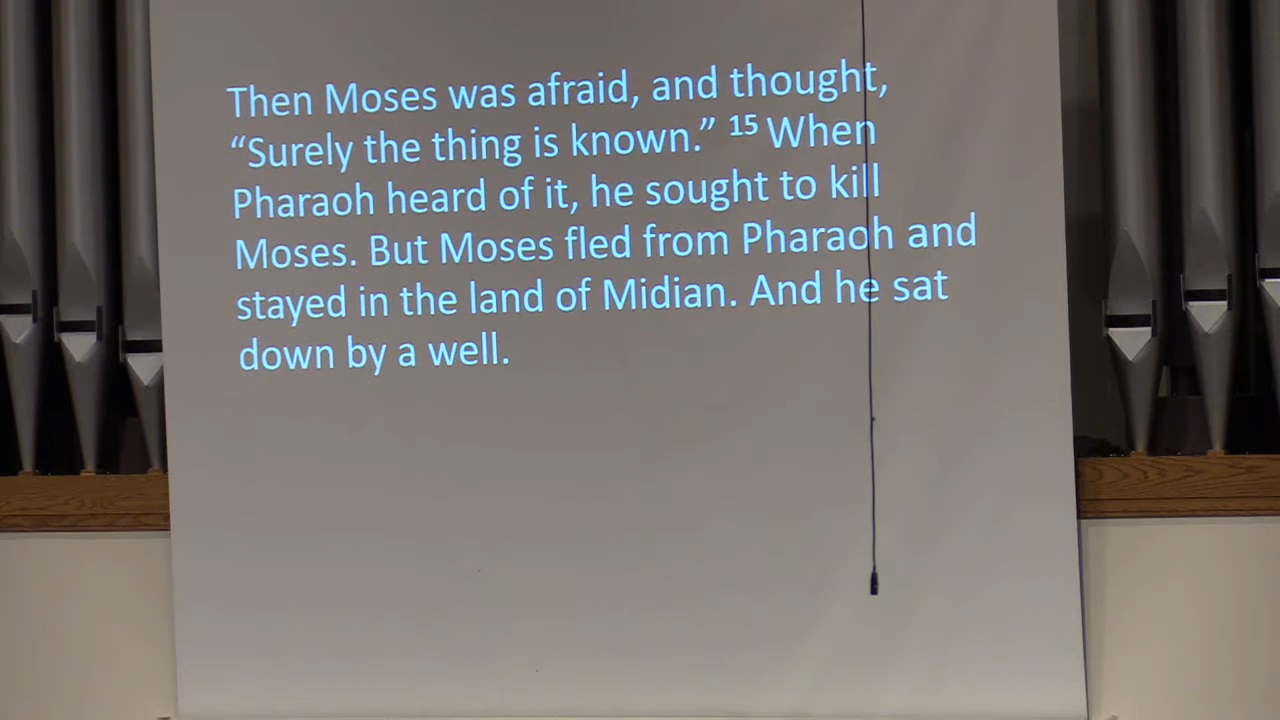 Then Moses was afraid, and thought,
“Surely the thing is known.” 15 When
Pharaoh heard of it, he sought to kill
Moses. But Moses fled from Pharaoh and
stayed in the land of Midian. And he sat
down by a well.